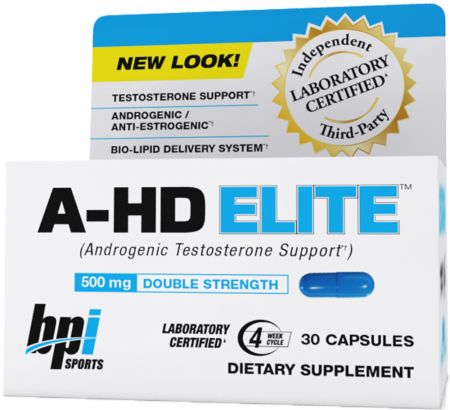 NEW LOOK!
TESTOSTERONE SUPPORT*†
ANDROGENIC /
ANTI-ESTROGENIC*†
BIO-LIPID DELIVERY SYSTEM*†
Independent
LABORATORY
CERTIFIED▲
Third-Party
A-HD ELITE™
(Androgenic Testosterone Support*†)
500 mg DOUBLE STRENGTH
bpi
SPORTS
LABORATORY
CERTIFIED▲
4 WEEK
CYCLE
30 CAPSULES
DIETARY SUPPLEMENT